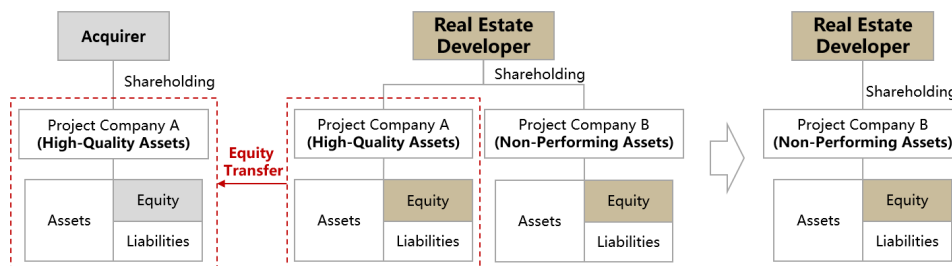 Acquirer
Shareholding
Project Company A
(High-Quality Assets)
Assets
Equity
Liabilities
Equity
Transfer
Real Estate
Developer
Shareholding
Project Company A
(High-Quality Assets)
Assets
Equity
Liabilities
Project Company B
(Non-Performing Assets)
Assets
Equity
Liabilities
Real Estate
Developer
Shareholding
Project Company B
(Non-Performing Assets)
Assets
Equity
Liabilities